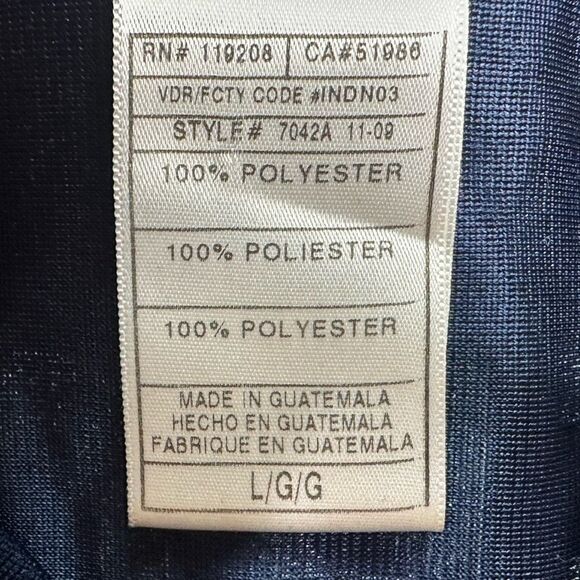 RN# 119208 CA#51986
VDR/FCTY CODE #INDN03
STYLE# 7042A 11-09
100% POLYESTER
100% POLIESTER
100% POLYESTER
MADE IN GUATEMALA
HECHO EN GUATEMALA
FABRIQUE EN GUATEMALA
L/G/G